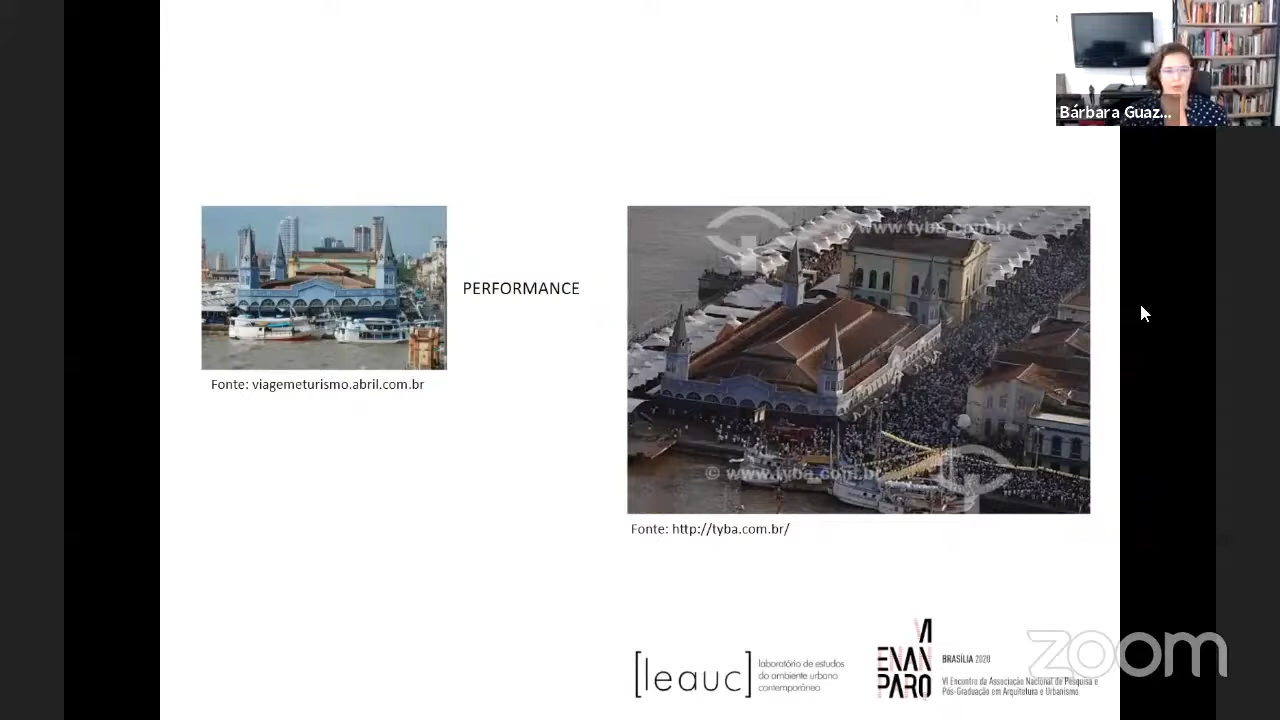 Bárbara Guaz...
www.tyba.com.br
PERFORMANCE
Fonte: viagemeturismo.abril.com.br
© www.tyba.com.br
Fonte: http://tyba.com.br/
[leauc]
laboratório de estudos
do ambiente urbano
contemporâneo
VI
ENAN
PARQ
BRASÍLIA 2020
VI Encontro da Associação Nacional de Pesquisa e
Pós-Graduação em Arquitetura e Urbanismo
zoom